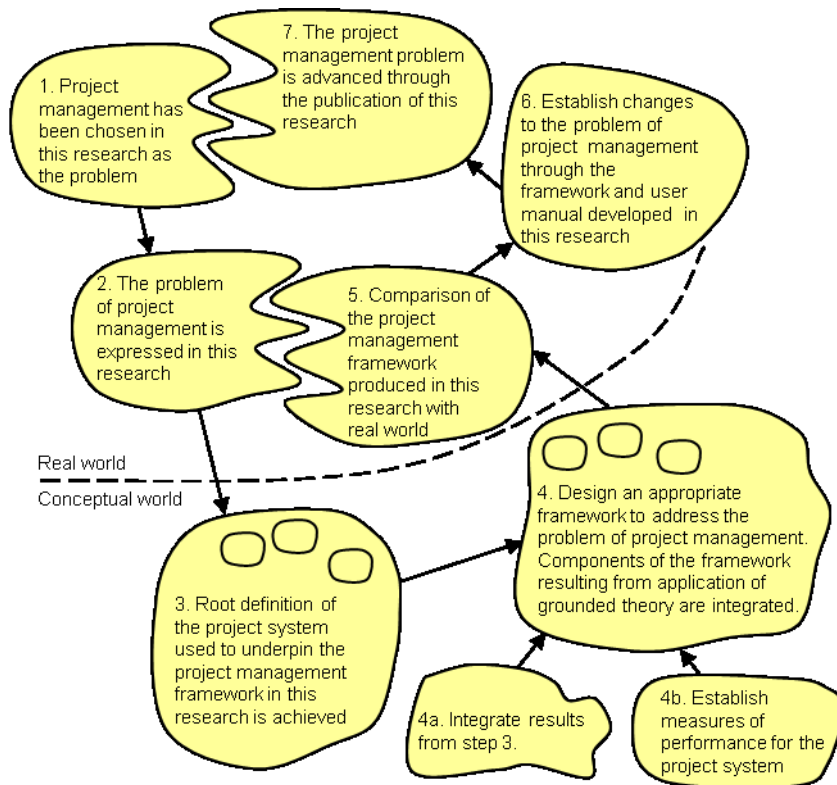 1. Project
management has
been chosen in
this research as
the problem
7. The project
management problem
is advanced through
the publication of this
research
6. Establish changes
to the problem of
project management
through the
framework and user
manual developed in
this research
2. The problem
of project
management is
expressed in this
research
5. Comparison of
the project
management
framework
produced in this
research with
real world
Real world
Conceptual world
3. Root definition of
the project system
used to underpin the
project management
framework in this
research is achieved
4. Design an appropriate
framework to address the
problem of project management.
Components of the framework
resulting from application of
grounded theory are integrated.
4a. Integrate results
from step 3.
4b. Establish
measures of
performance for the
project system